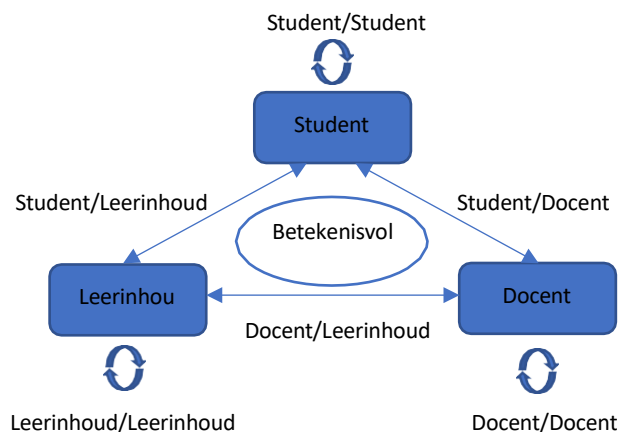 Student/Student
Student
Student/Leerinhoud
Student/Docent
Betekenisvol
Leerinhou
Docent
Docent/Leerinhoud
Leerinhoud/Leerinhoud
Docent/Docent